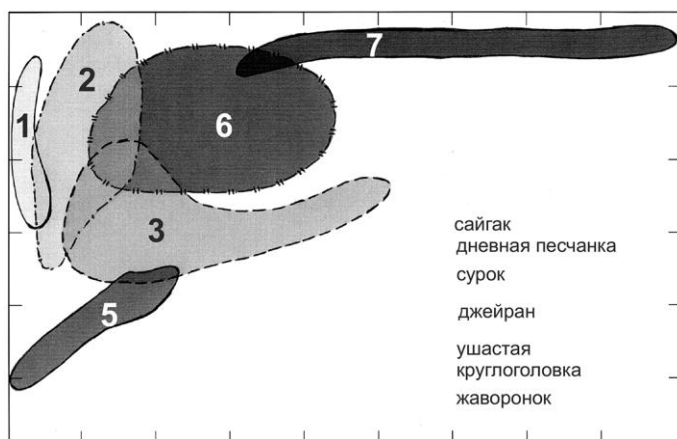 7
2
1
6
3
5
сайгак
дневная песчанка
сурок
джейран
ушастая
круглоголовка
жаворонок